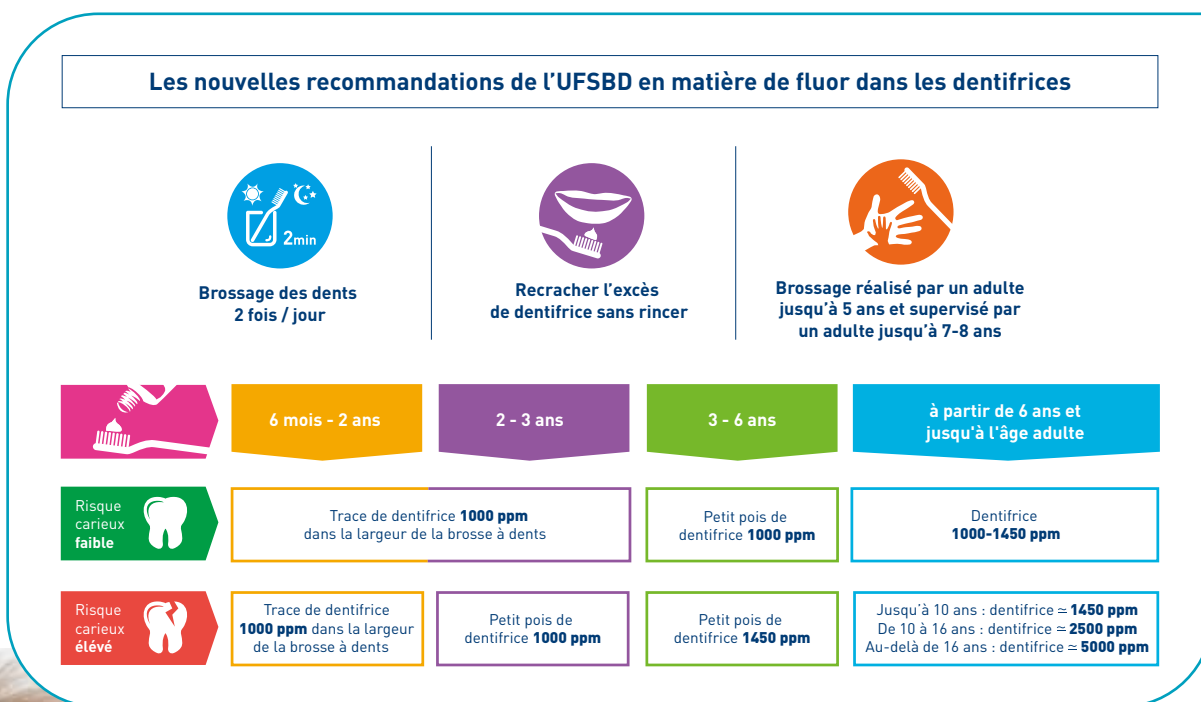 Les nouvelles recommandations de l'UFSBD en matière de fluor dans les dentifrices
2min
Brossage des dents
2 fois / jour
Recracher l'excès
de dentifrice sans rincer
Brossage réalisé par un adulte
jusqu'à 5 ans et supervisé par
un adulte jusqu'à 7-8 ans
6 mois - 2 ans
2 - 3 ans
3 - 6 ans
à partir de 6 ans et
jusqu'à l'âge adulte
Risque
carieux
faible
Trace de dentifrice 1000 ppm
dans la largeur de la brosse à dents
Petit pois de
dentifrice 1000 ppm
Dentifrice
1000-1450 ppm
Risque
carieux
élévé
Trace de dentifrice
1000 ppm dans la largeur
de la brosse à dents
Petit pois de
dentifrice 1000 ppm
Petit pois de
dentifrice 1450 ppm
Jusqu'à 10 ans : dentifrice ≃ 1450 ppm
De 10 à 16 ans : dentifrice ≃ 2500 ppm
Au-delà de 16 ans : dentifrice ≃ 5000 ppm